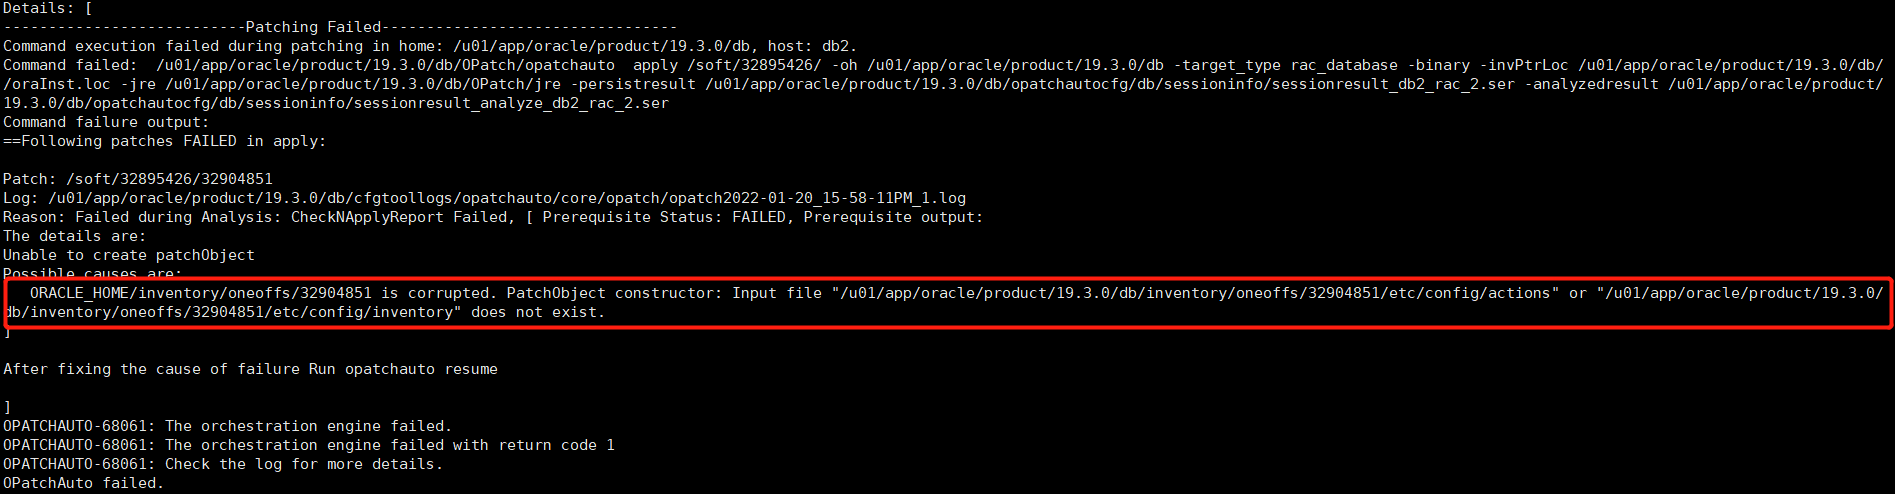 Details: [
---------------------------Patching Failed---------------------------------
Command execution failed during patching in home: /u01/app/oracle/product/19.3.0/db, host: db2.
Command failed:  /u01/app/oracle/product/19.3.0/db/OPatch/opatchauto  apply /soft/32895426/ -oh /u01/app/oracle/product/19.3.0/db -target_type rac_database -binary -invPtrLoc /u01/app/oracle/product/19.3.0/db/
/oraInst.loc -jre /u01/app/oracle/product/19.3.0/db/OPatch/jre -persistresult /u01/app/oracle/product/19.3.0/db/opatchautocfg/db/sessioninfo/sessionresult_db2_rac_2.ser -analyzedresult /u01/app/oracle/product/
19.3.0/db/opatchautocfg/db/sessioninfo/sessionresult_analyze_db2_rac_2.ser
Command failure output:
==Following patches FAILED in apply:
Patch: /soft/32895426/32904851
Log: /u01/app/oracle/product/19.3.0/db/cfgtoollogs/opatchauto/core/opatch/opatch2022-01-20_15-58-11PM_1.log
Reason: Failed during Analysis: CheckNApplyReport Failed, [ Prerequisite Status: FAILED, Prerequisite output:
The details are:
Unable to create patchObject
Possible causes are:
   ORACLE_HOME/inventory/oneoffs/32904851 is corrupted. PatchObject constructor: Input file "/u01/app/oracle/product/19.3.0/db/inventory/oneoffs/32904851/etc/config/actions" or "/u01/app/oracle/product/19.3.0/
db/inventory/oneoffs/32904851/etc/config/inventory" does not exist.
]
After fixing the cause of failure Run opatchauto resume
]
OPATCHAUTO-68061: The orchestration engine failed.
OPATCHAUTO-68061: The orchestration engine failed with return code 1
OPATCHAUTO-68061: Check the log for more details.
OPatchAuto failed.